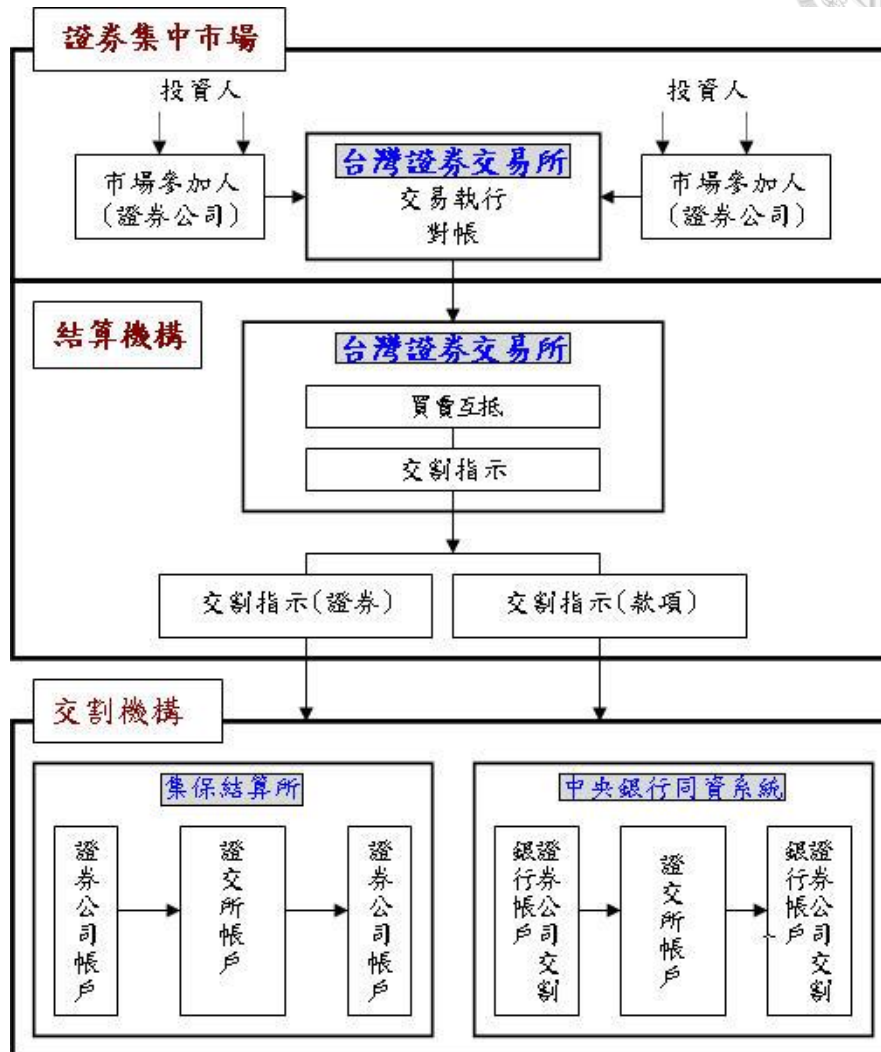 證券集中市場
投資人
投資人
市場參加人
(證券公司)
台灣證券交易所
交易執行
對帳
市場參加人
(證券公司)
結算機構
台灣證券交易所
買賣互抵
交割指示
交割指示(證券)
交割指示(款項)
交割機構
集保結算所
中央銀行同資系統
證券公司帳戶
證交所帳戶
證券公司帳戶
證券公司交割
銀行帳戶
證交所帳戶
證券公司交割
銀行帳戶